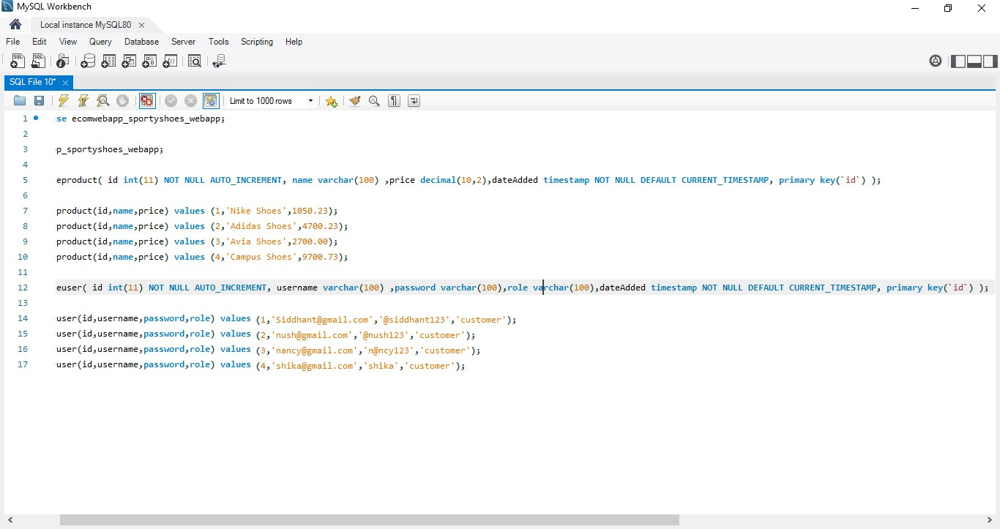 MySQL Workbench
Local instance MySQL80
File Edit View Query Database Server Tools Scripting Help
SQL File 10*
Limit to 1000 rows
1 se ecomwebapp_sportyshoes_webapp;
2
3 p_sportyshoes_webapp;
4
5 eproduct( id int(11) NOT NULL AUTO_INCREMENT, name varchar(100) ,price decimal(10,2),dateAdded timestamp NOT NULL DEFAULT CURRENT_TIMESTAMP, primary key(`id`) );
6
7 product(id,name,price) values (1,'Nike Shoes',1050.23);
8 product(id,name,price) values (2,'Adidas Shoes',4700.23);
9 product(id,name,price) values (3,'Avia Shoes',2700.00);
10 product(id,name,price) values (4,'Campus Shoes',9700.73);
11
12 euser( id int(11) NOT NULL AUTO_INCREMENT, username varchar(100) ,password varchar(100),role varchar(100),dateAdded timestamp NOT NULL DEFAULT CURRENT_TIMESTAMP, primary key(`id`) );
13
14 user(id,username,password,role) values (1,'Siddhant@gmail.com','@siddhant123','customer');
15 user(id,username,password,role) values (2,'nush@gmail.com','@nush123','customer');
16 user(id,username,password,role) values (3,'nancy@gmail.com','n@ncy123','customer');
17 user(id,username,password,role) values (4,'shika@gmail.com','shika','customer');